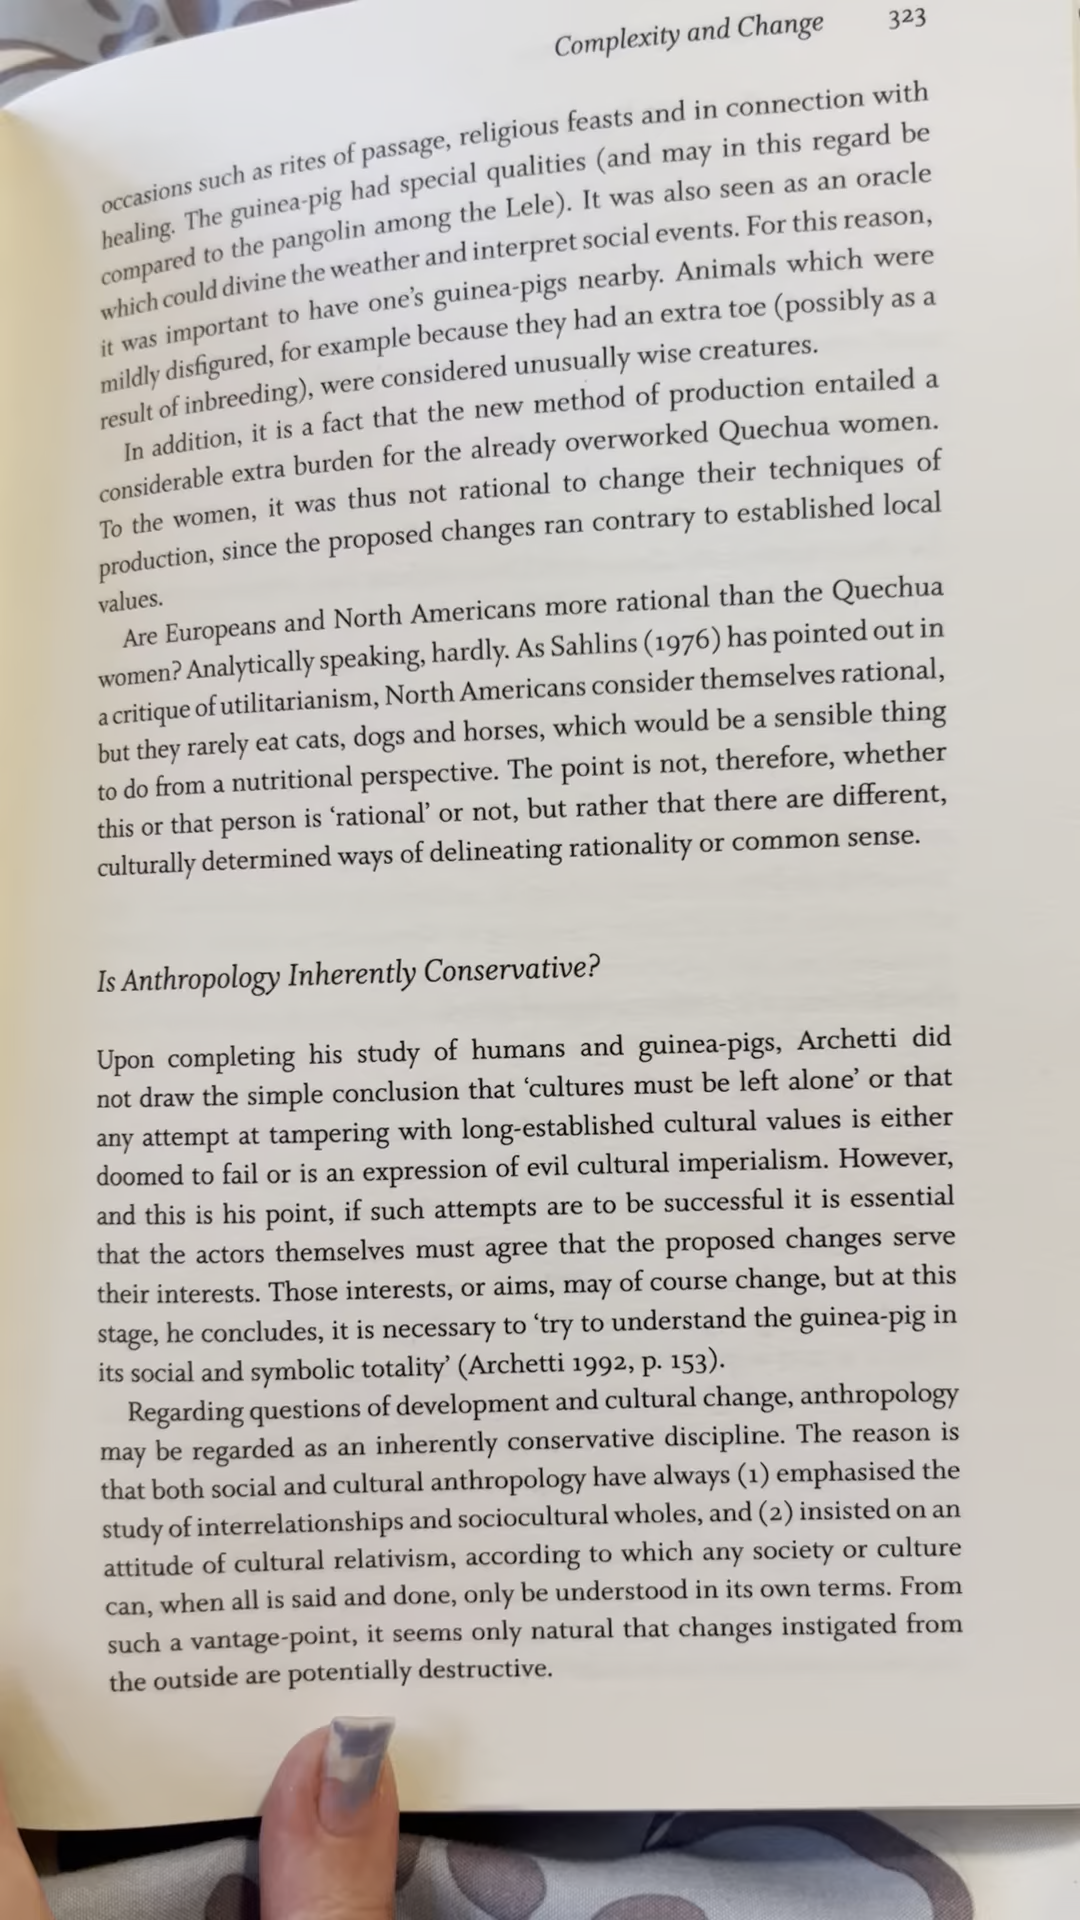 Complexity and Change 323
occasions such as rites of passage, religious feasts and in connection with
healing. The guinea-pig had special qualities (and may in this regard be
compared to the pangolin among the Lele). It was also seen as an oracle
which could divine the weather and interpret social events. For this reason,
it was important to have one’s guinea-pigs nearby. Animals which were
mildly disfigured, for example because they had an extra toe (possibly as a
result of inbreeding), were considered unusually wise creatures.
In addition, it is a fact that the new method of production entailed a
considerable extra burden for the already overworked Quechua women.
To the women, it was thus not rational to change their techniques of
production, since the proposed changes ran contrary to established local
values.
Are Europeans and North Americans more rational than the Quechua
women? Analytically speaking, hardly. As Sahlins (1976) has pointed out in
a critique of utilitarianism, North Americans consider themselves rational,
but they rarely eat cats, dogs and horses, which would be a sensible thing
to do from a nutritional perspective. The point is not, therefore, whether
this or that person is ‘rational’ or not, but rather that there are different,
culturally determined ways of delineating rationality or common sense.
Is Anthropology Inherently Conservative?
Upon completing his study of humans and guinea-pigs, Archetti did
not draw the simple conclusion that ‘cultures must be left alone’ or that
any attempt at tampering with long-established cultural values is either
doomed to fail or is an expression of evil cultural imperialism. However,
and this is his point, if such attempts are to be successful it is essential
that the actors themselves must agree that the proposed changes serve
their interests. Those interests, or aims, may of course change, but at this
stage, he concludes, it is necessary to ‘try to understand the guinea-pig in
its social and symbolic totality’ (Archetti 1992, p. 153).
Regarding questions of development and cultural change, anthropology
may be regarded as an inherently conservative discipline. The reason is
that both social and cultural anthropology have always (1) emphasised the
study of interrelationships and sociocultural wholes, and (2) insisted on an
attitude of cultural relativism, according to which any society or culture
can, when all is said and done, only be understood in its own terms. From
such a vantage-point, it seems only natural that changes instigated from
the outside are potentially destructive.